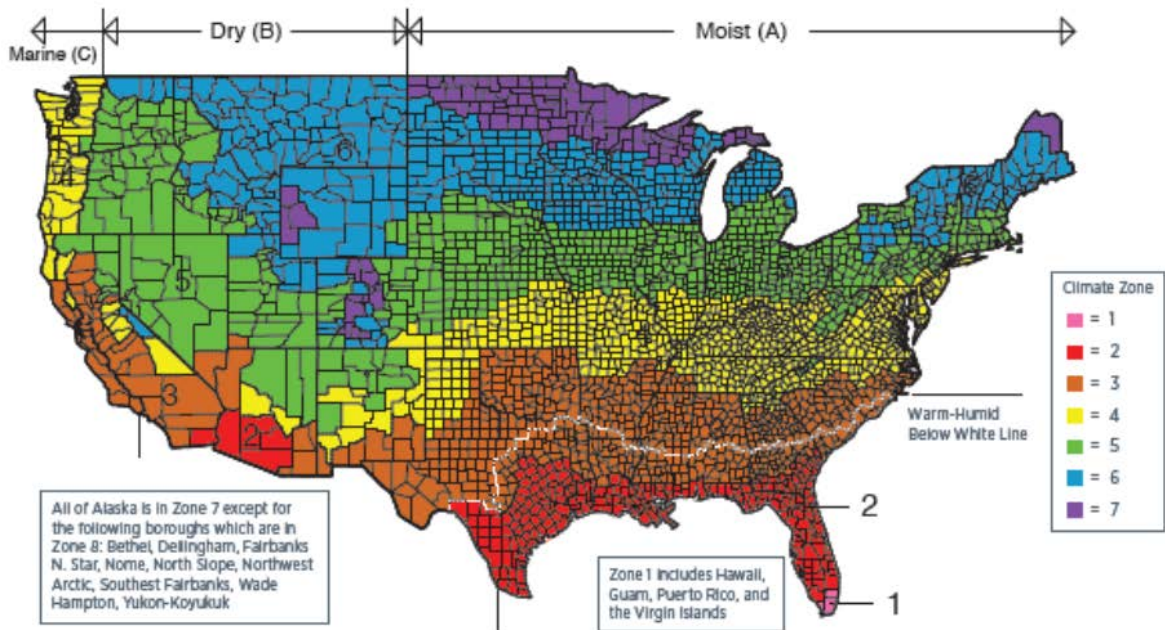 Dry (B)
Moist (A)
Marine (C)
4
6
5
3
2
Climate Zone
= 1
= 2
= 3
= 4
= 5
= 6
= 7
Warm-Humid
Below White Line
2
1
All of Alaska is in Zone 7 except for
the following boroughs which are in
Zone 8: Bethel, Dellingham, Fairbanks
N. Star, Nome, North Slope, Northwest
Arctic, Southest Fairbanks, Wade
Hampton, Yukon-Koyukuk
Zone 1 includes Hawaii,
Guam, Puerto Rico, and
the Virgin Islands